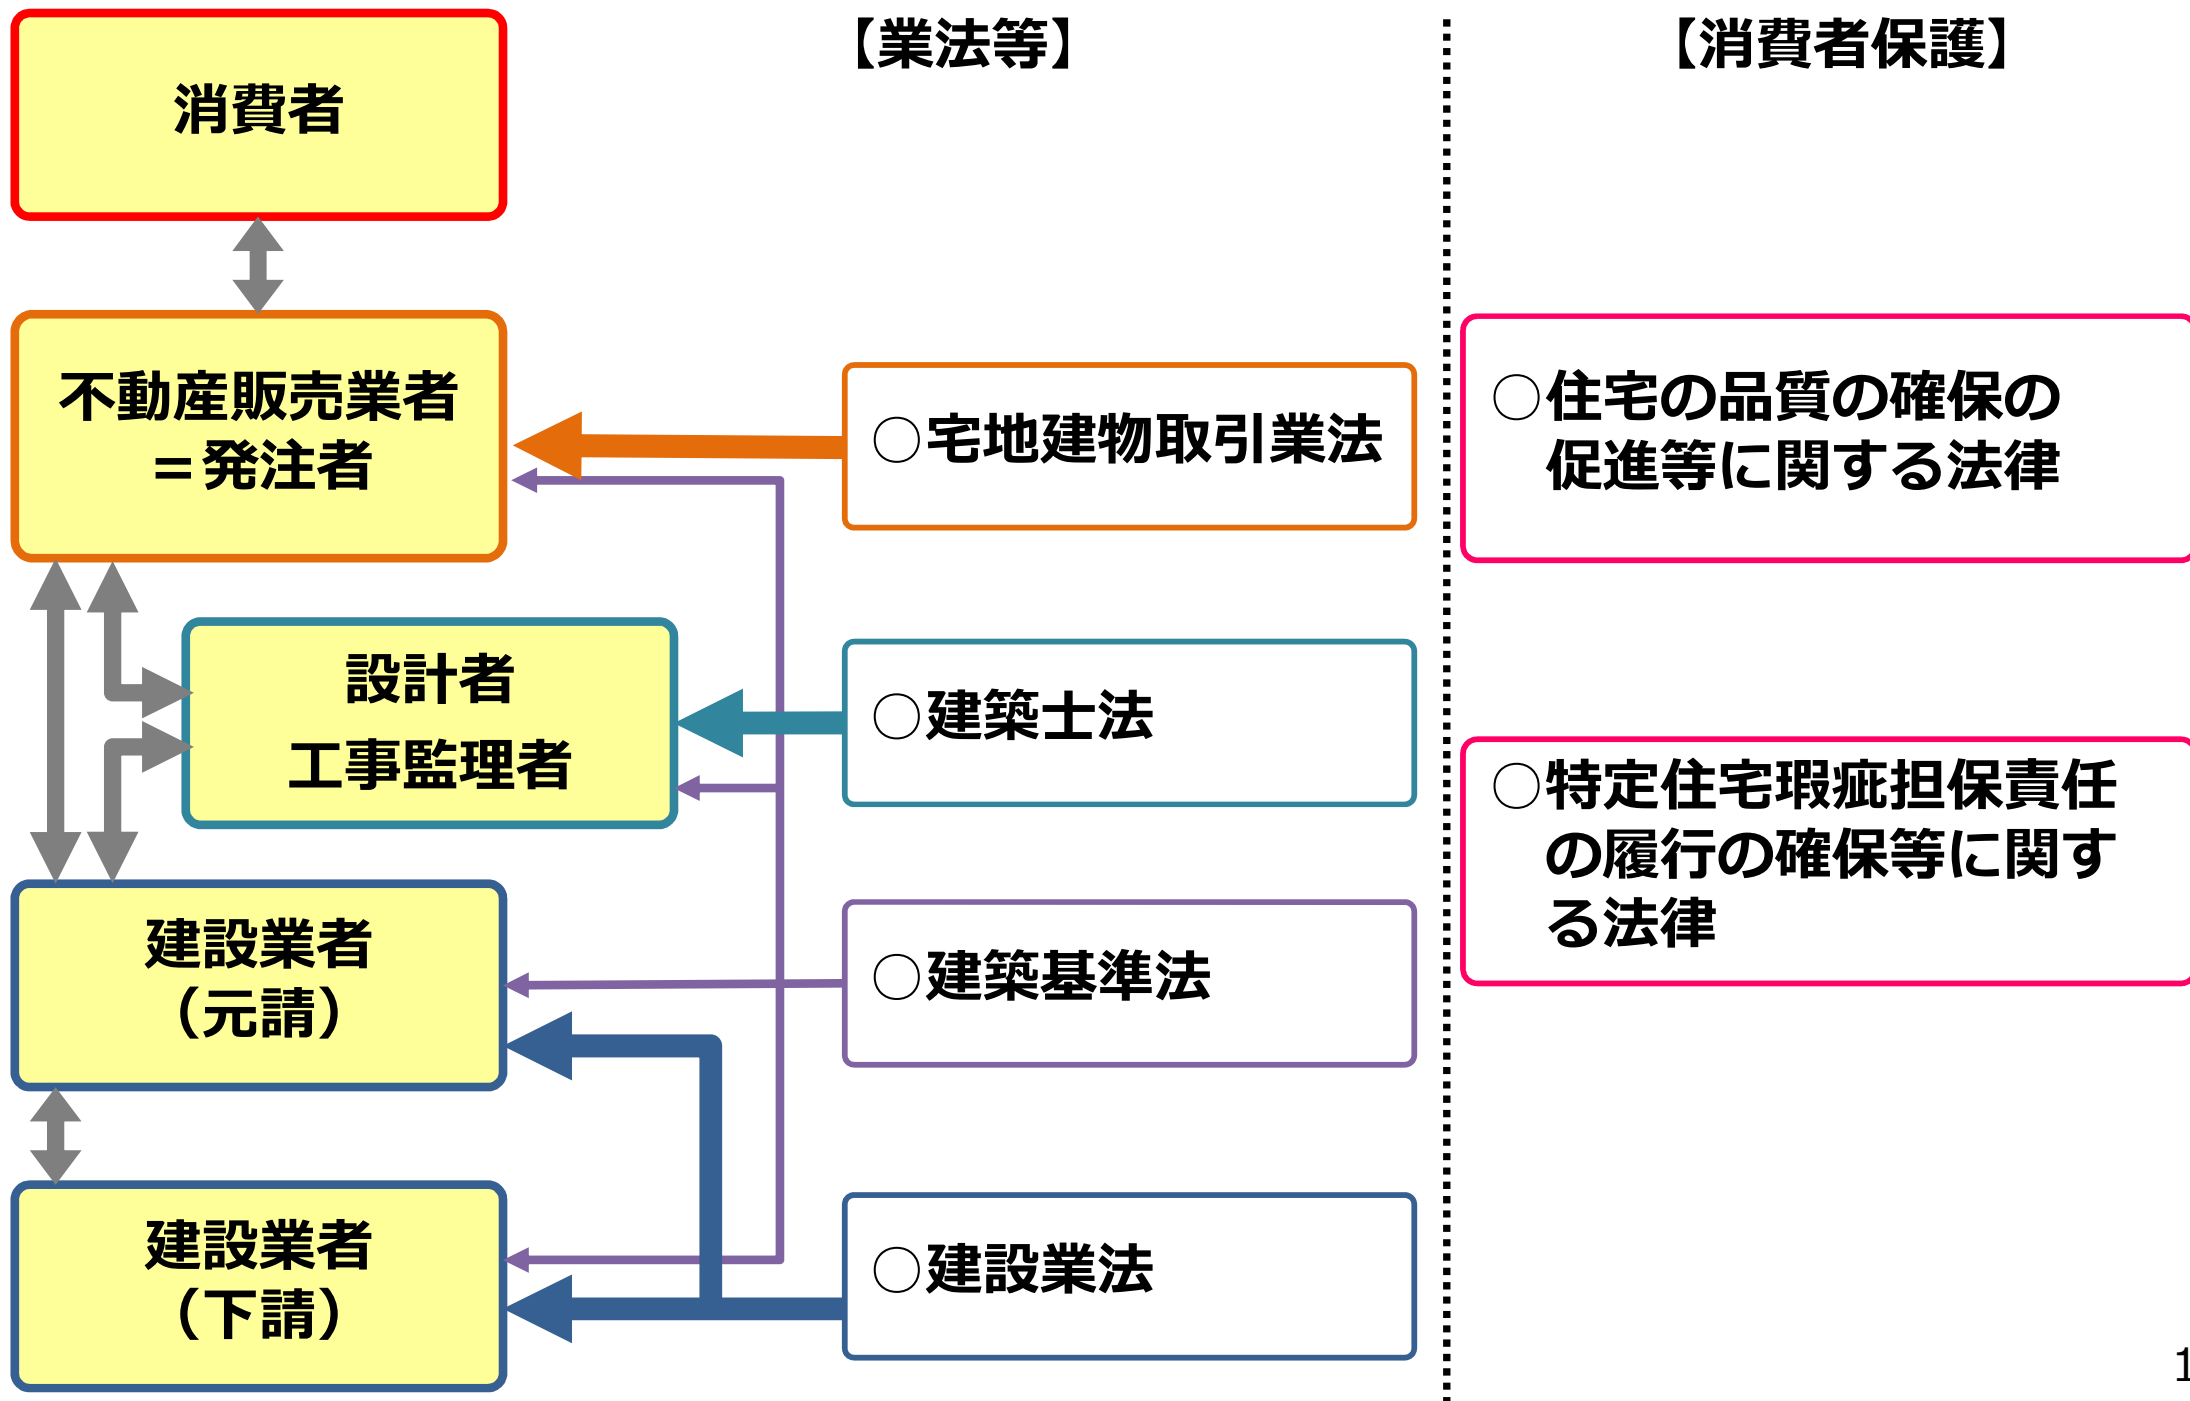 消費者
不動産販売業者
＝発注者
設計者
工事監理者
建設業者
（元請）
建設業者
（下請）
【業法等】
○宅地建物取引業法
○建築士法
○建築基準法
○建設業法
【消費者保護】
○住宅の品質の確保の
促進等に関する法律
○特定住宅瑕疵担保責任
の履行の確保等に関す
る法律
1